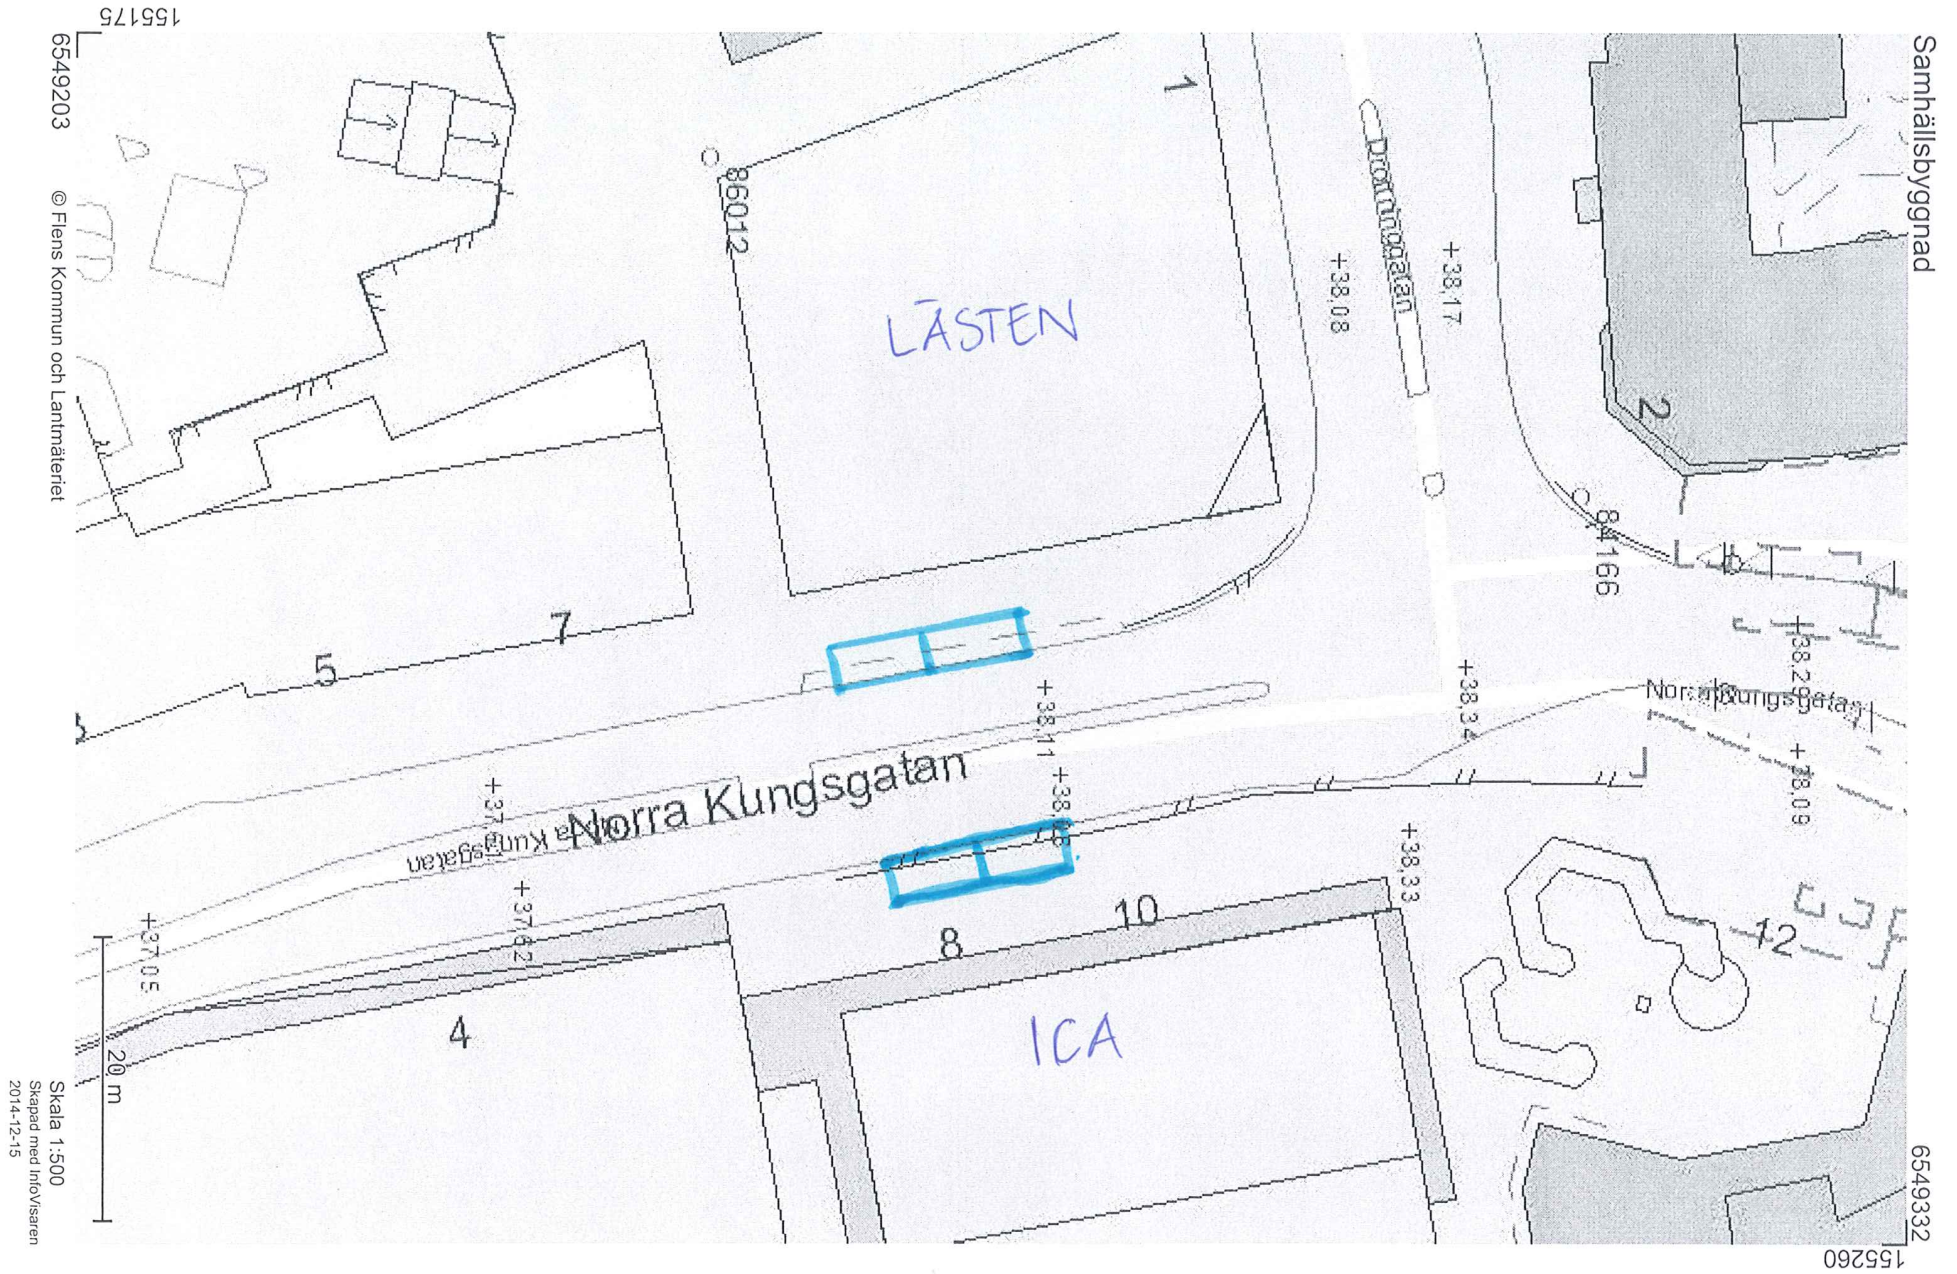 155175
6549203
© Flens Kommun och Lantmäteriet
Samhällsbyggnad
1
86012
LÄSTEN
Drottninggatan
+38,08
+38,17
2
84166
7
5
+38,11
+38,34
+38,29
Norra Kungsgatan
+38,09
Norra Kungsgatan
Norra Kungsgatan
+38,33
+37,62
+37,05
10
8
12
4
ICA
20 m
Skala 1:500
Skapad med InfoVisaren
2014-12-15
6549332
155260